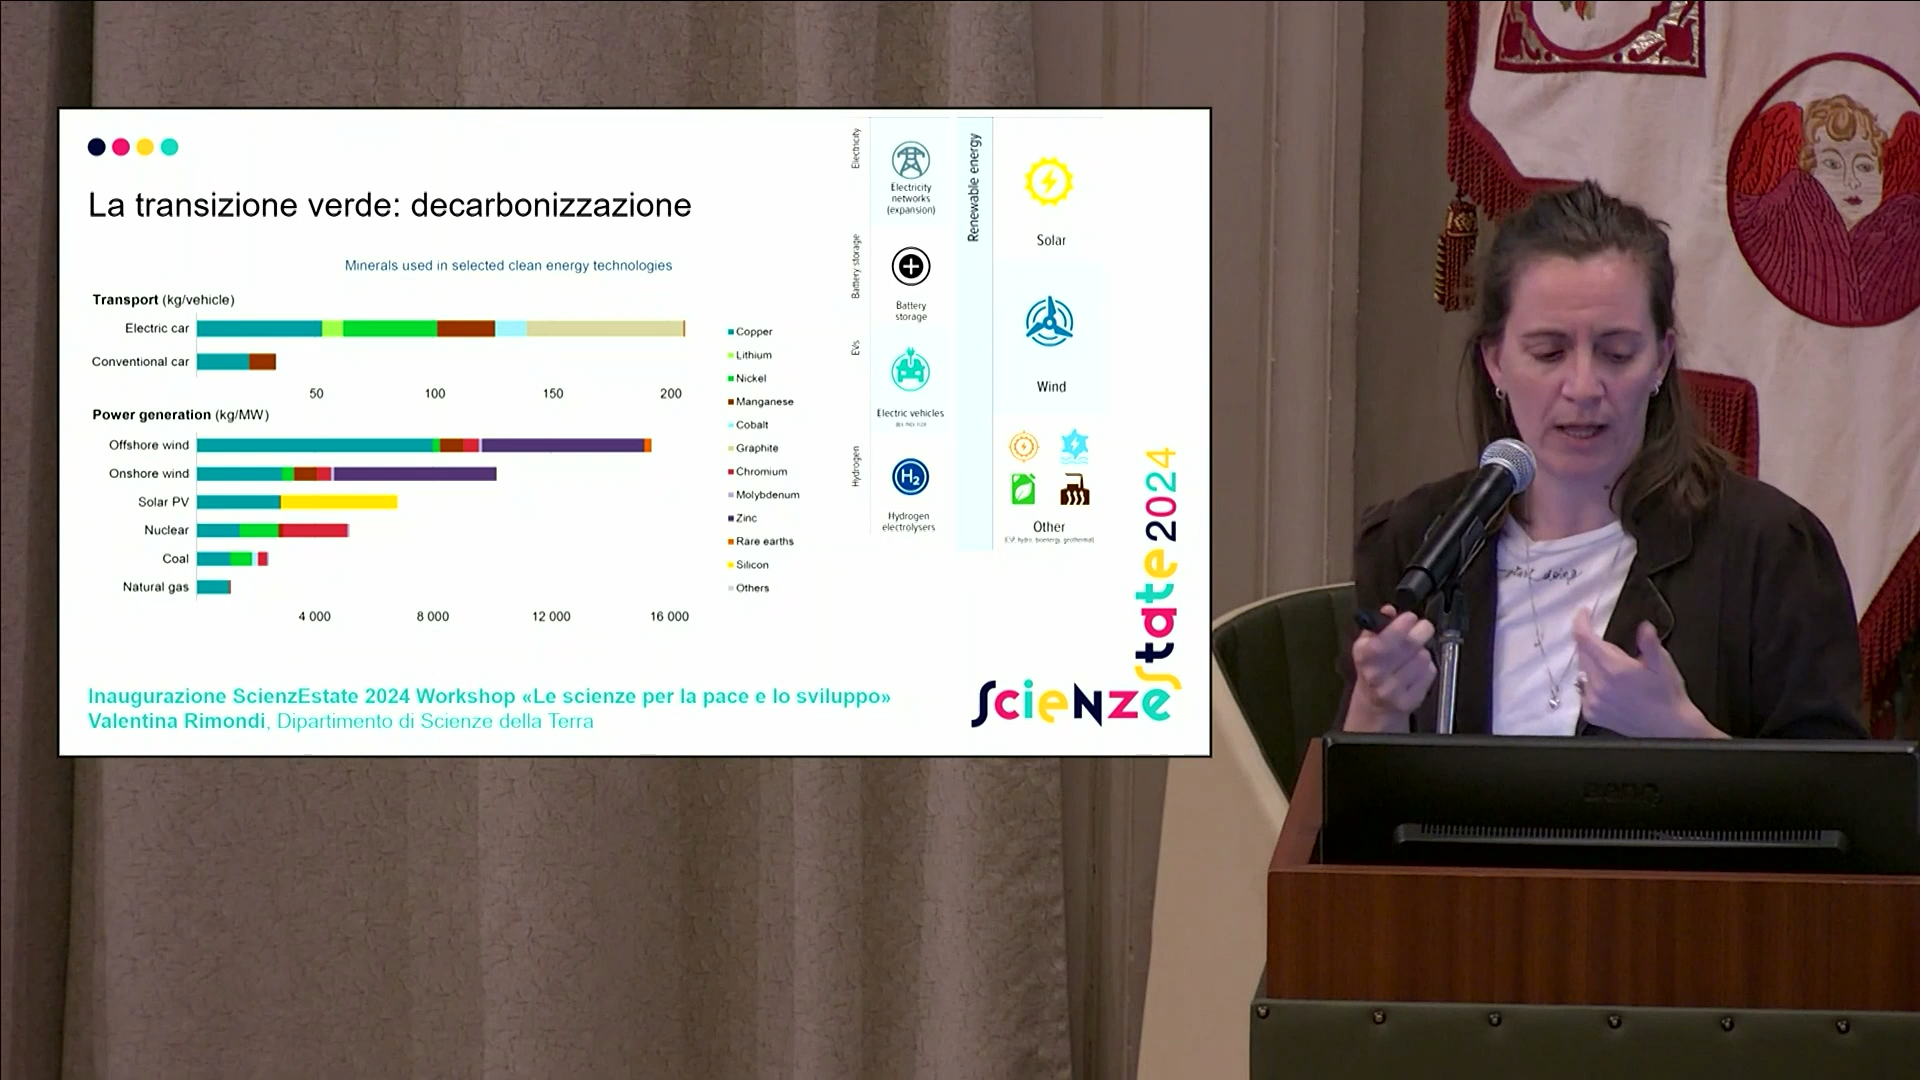 La transizione verde: decarbonizzazione
Minerals used in selected clean energy technologies
Transport (kg/vehicle)
Electric car
Conventional car
50 100 150 200
Power generation (kg/MW)
Offshore wind
Onshore wind
Solar PV
Nuclear
Coal
Natural gas
4 000 8 000 12 000 16 000
Copper
Lithium
Nickel
Manganese
Cobalt
Graphite
Chromium
Molybdenum
Zinc
Rare earths
Silicon
Others
Electricity
Electricity
networks
(expansion)
Battery storage
Battery
storage
EVs
Electric vehicles
Hydrogen
H2
Hydrogen
electrolysers
Renewable energy
Solar
Wind
Other
(CSP, hydro, bioenergy, geothermal)
Inaugurazione ScienzEstate 2024 Workshop «Le scienze per la pace e lo sviluppo»
Valentina Rimondi, Dipartimento di Scienze della Terra
ScienzEstate2024